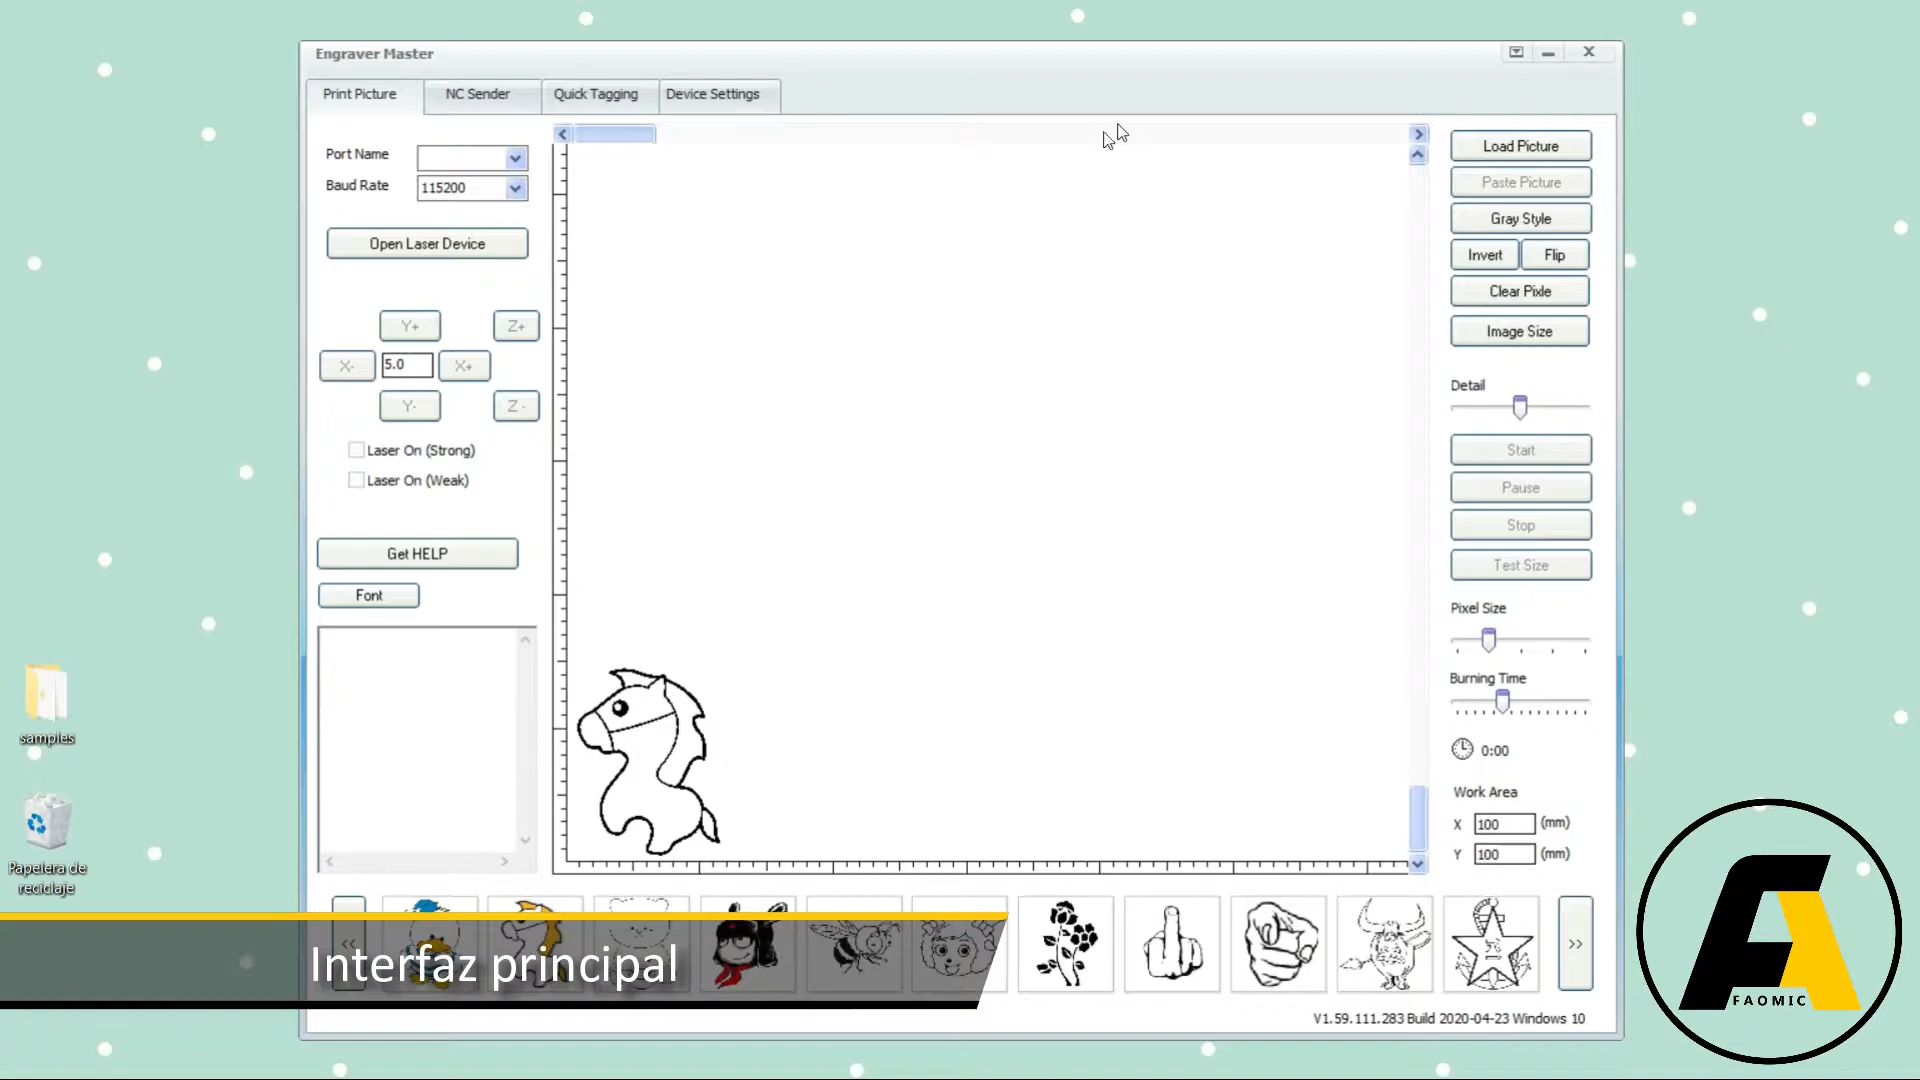 Engraver Master
Print Picture
NC Sender
Quick Tagging
Device Settings
Port Name
Baud Rate
115200
Open Laser Device
Y+
Z+
X-
5.0
X+
Y-
Z -
Laser On (Strong)
Laser On (Weak)
Get HELP
Font
Load Picture
Paste Picture
Gray Style
Invert
Flip
Clear Pixle
Image Size
Detail
Start
Pause
Stop
Test Size
Pixel Size
Burning Time
0:00
Work Area
X 100 (mm)
Y 100 (mm)
<<
>>
V1.59.111.283 Build 2020-04-23 Windows 10
samples
Papelera de
reciclaje
Interfaz principal
FAOMIC